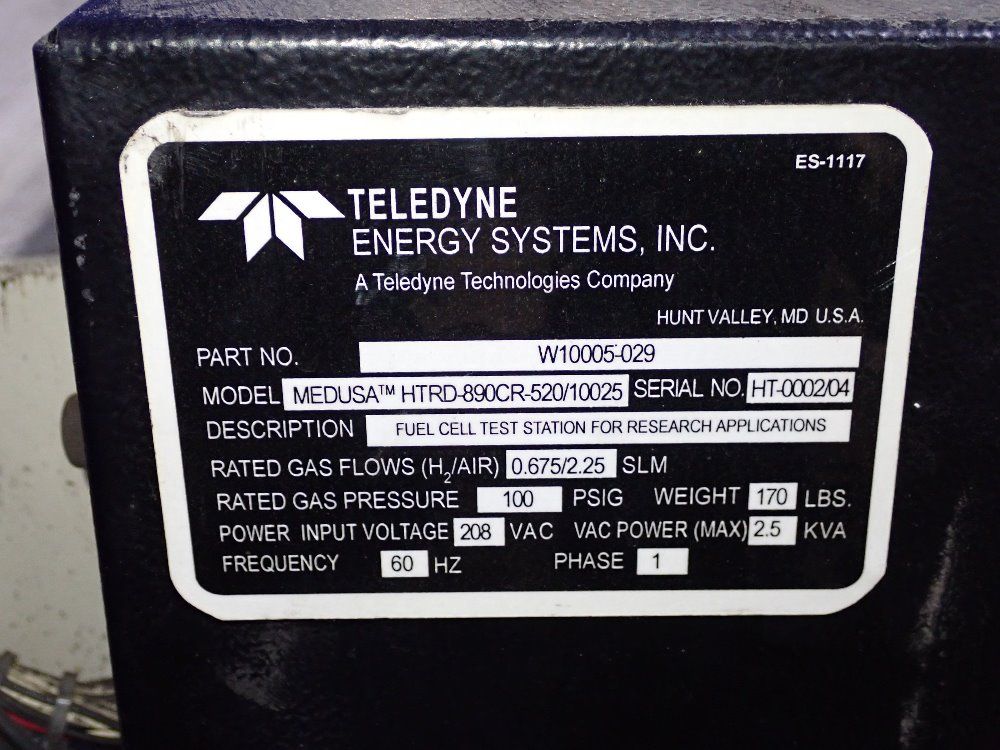 ES-1117
TELEDYNE
ENERGY SYSTEMS, INC.
A Teledyne Technologies Company
HUNT VALLEY, MD U.S.A.
PART NO. W10005-029
MODEL MEDUSA™ HTRD-890CR-520/10025 SERIAL NO. HT-0002/04
DESCRIPTION FUEL CELL TEST STATION FOR RESEARCH APPLICATIONS
RATED GAS FLOWS (H₂/AIR) 0.675/2.25 SLM
RATED GAS PRESSURE 100 PSIG WEIGHT 170 LBS.
POWER INPUT VOLTAGE 208 VAC VAC POWER (MAX) 2.5 KVA
FREQUENCY 60 HZ PHASE 1